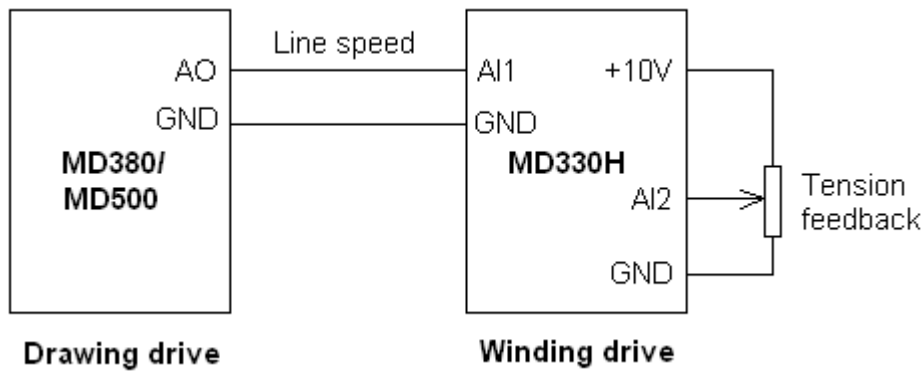 Line speed
AO
GND
MD380/
MD500
AI1
GND
MD330H
+10V
AI2
GND
Tension
feedback
Drawing drive
Winding drive